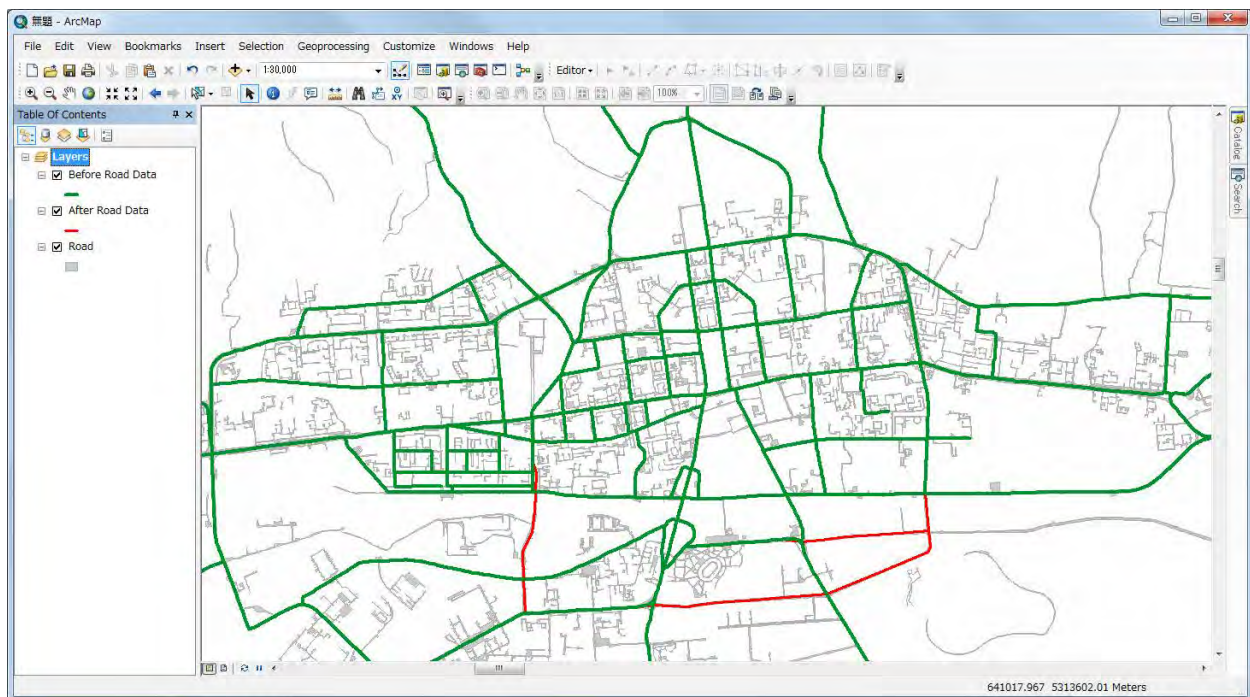 無題 - ArcMap
File Edit View Bookmarks Insert Selection Geoprocessing Customize Windows Help
1:30,000
Editor
100%
Table Of Contents
Layers
Before Road Data
After Road Data
Road
Catalog
Search
641017.967 5313602.01 Meters